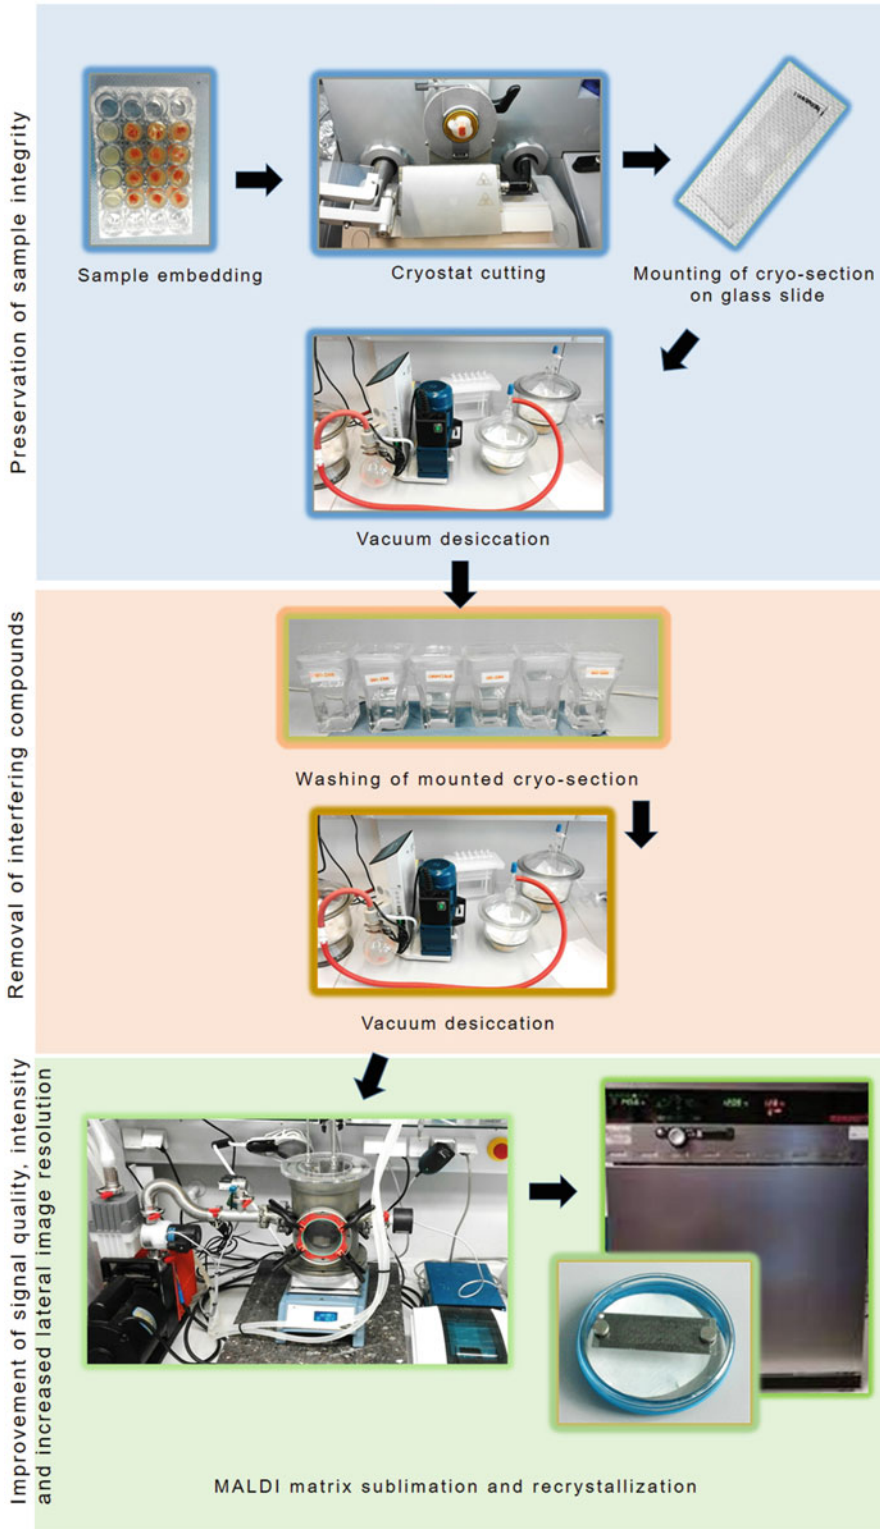 Preservation of sample integrity
Sample embedding
Cryostat cutting
Mounting of cryo-section
on glass slide
Vacuum desiccation
Removal of interfering compounds
Washing of mounted cryo-section
Vacuum desiccation
Improvement of signal quality, intensity
and increased lateral image resolution
MALDI matrix sublimation and recrystallization